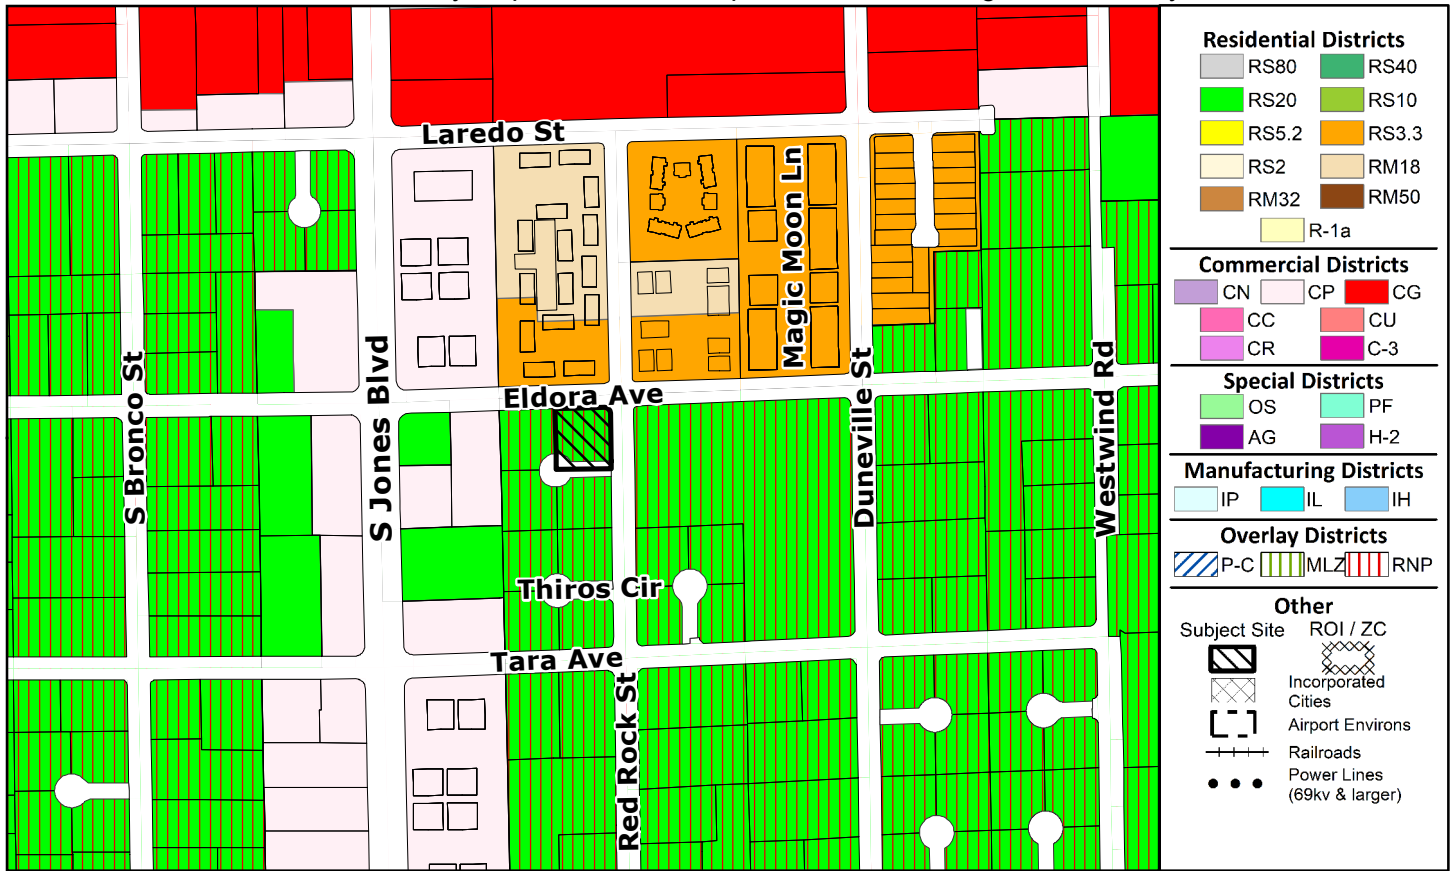 Laredo St
Magic Moon Ln
Eldora Ave
S Bronco St
S Jones Blvd
Duneville St
Westwind Rd
Thiros Cir
Tara Ave
Red Rock St
Residential Districts
RS80 RS40
RS20 RS10
RS5.2 RS3.3
RS2 RM18
RM32 RM50
R-1a
Commercial Districts
CN CP CG
CC CU
CR C-3
Special Districts
OS PF
AG H-2
Manufacturing Districts
IP IL IH
Overlay Districts
P-C MLZ RNP
Other
Subject Site ROI / ZC
Incorporated
Cities
Airport Environs
Railroads
Power Lines
(69kv & larger)